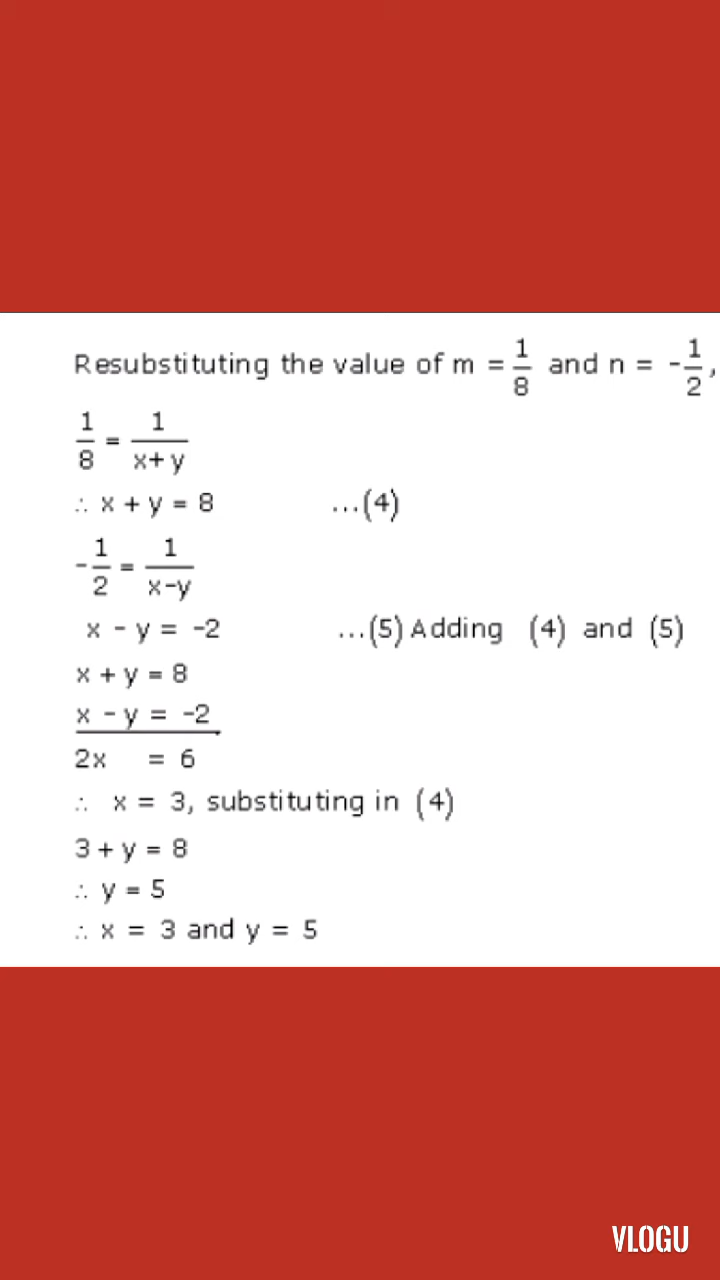 Resubstituting the value of m = 1/8 and n = -1/2,
1/8 = 1/x+y
∴ x + y = 8 ...(4)
-1/2 = 1/x-y
x - y = -2 ...(5) Adding (4) and (5)
x + y = 8
x - y = -2
2x = 6
∴ x = 3, substituting in (4)
3 + y = 8
∴ y = 5
∴ x = 3 and y = 5
VLOGU